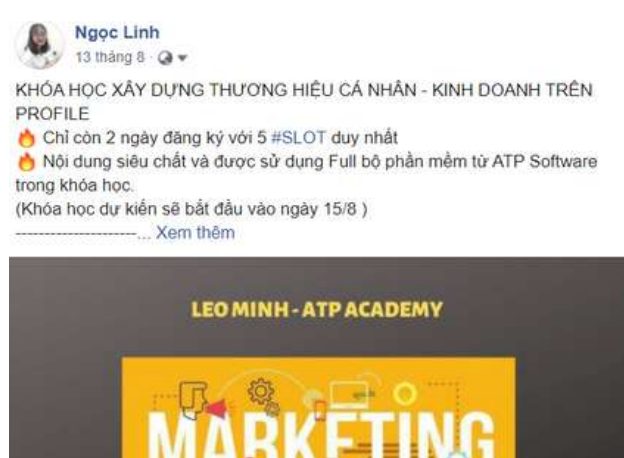 Ngọc Linh
13 tháng 8
KHÓA HỌC XÂY DỰNG THƯƠNG HIỆU CÁ NHÂN - KINH DOANH TRÊN
PROFILE
🔥 Chỉ còn 2 ngày đăng ký với 5 #SLOT duy nhất
🔥 Nội dung siêu chất và được sử dụng Full bộ phần mềm từ ATP Software
trong khóa học.
(Khóa học dự kiến sẽ bắt đầu vào ngày 15/8 )
---------------------... Xem thêm
LEO MINH - ATP ACADEMY
MARKETING